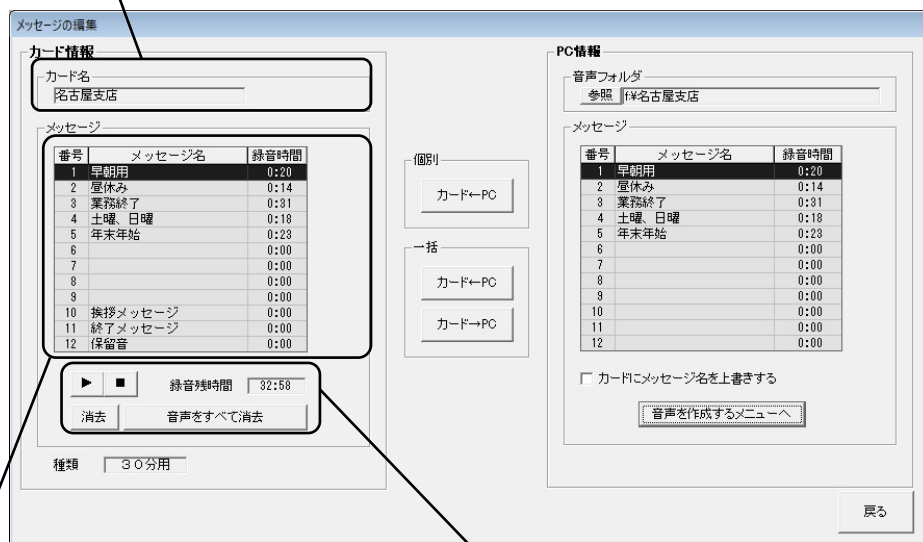 メッセージの編集
カード情報
カード名
名古屋支店
メッセージ
番号 メッセージ名 録音時間
1 早朝用 0:20
2 昼休み 0:14
3 業務終了 0:31
4 土曜、日曜 0:18
5 年末年始 0:23
6 0:00
7 0:00
8 0:00
9 0:00
10 挨拶メッセージ 0:00
11 終了メッセージ 0:00
12 保留音 0:00
録音残時間 32:58
消去 音声をすべて消去
種類 30分用
個別
カード←PC
一括
カード←PC
カード→PC
PC情報
音声フォルダ
参照 f:¥名古屋支店
メッセージ
番号 メッセージ名 録音時間
1 早朝用 0:20
2 昼休み 0:14
3 業務終了 0:31
4 土曜、日曜 0:18
5 年末年始 0:23
6 0:00
7 0:00
8 0:00
9 0:00
10 0:00
11 0:00
12 0:00
カードにメッセージ名を上書きする
音声を作成するメニューへ
戻る